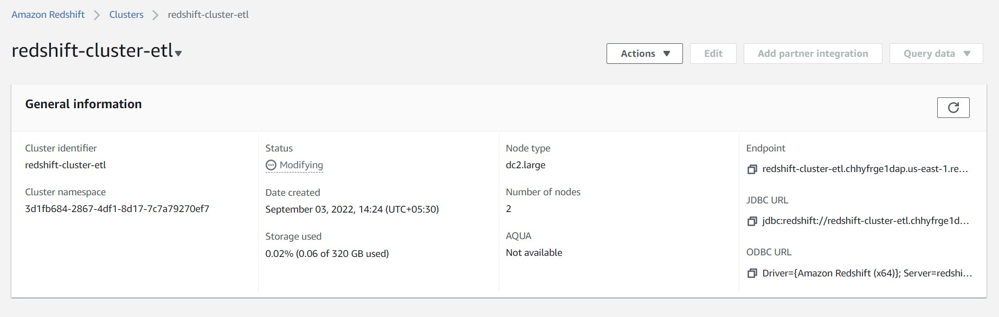 Amazon Redshift > Clusters > redshift-cluster-etl
redshift-cluster-etl
Actions
Edit
Add partner integration
Query data
General information
Cluster identifier
redshift-cluster-etl
Cluster namespace
3d1fb684-2867-4df1-8d17-7c7a79270ef7
Status
Modifying
Date created
September 03, 2022, 14:24 (UTC+05:30)
Storage used
0.02% (0.06 of 320 GB used)
Node type
dc2.large
Number of nodes
2
AQUA
Not available
Endpoint
redshift-cluster-etl.chhyfrge1dap.us-east-1.re...
JDBC URL
jdbc:redshift://redshift-cluster-etl.chhyfrge1d...
ODBC URL
Driver={Amazon Redshift (x64)}; Server=redshi...